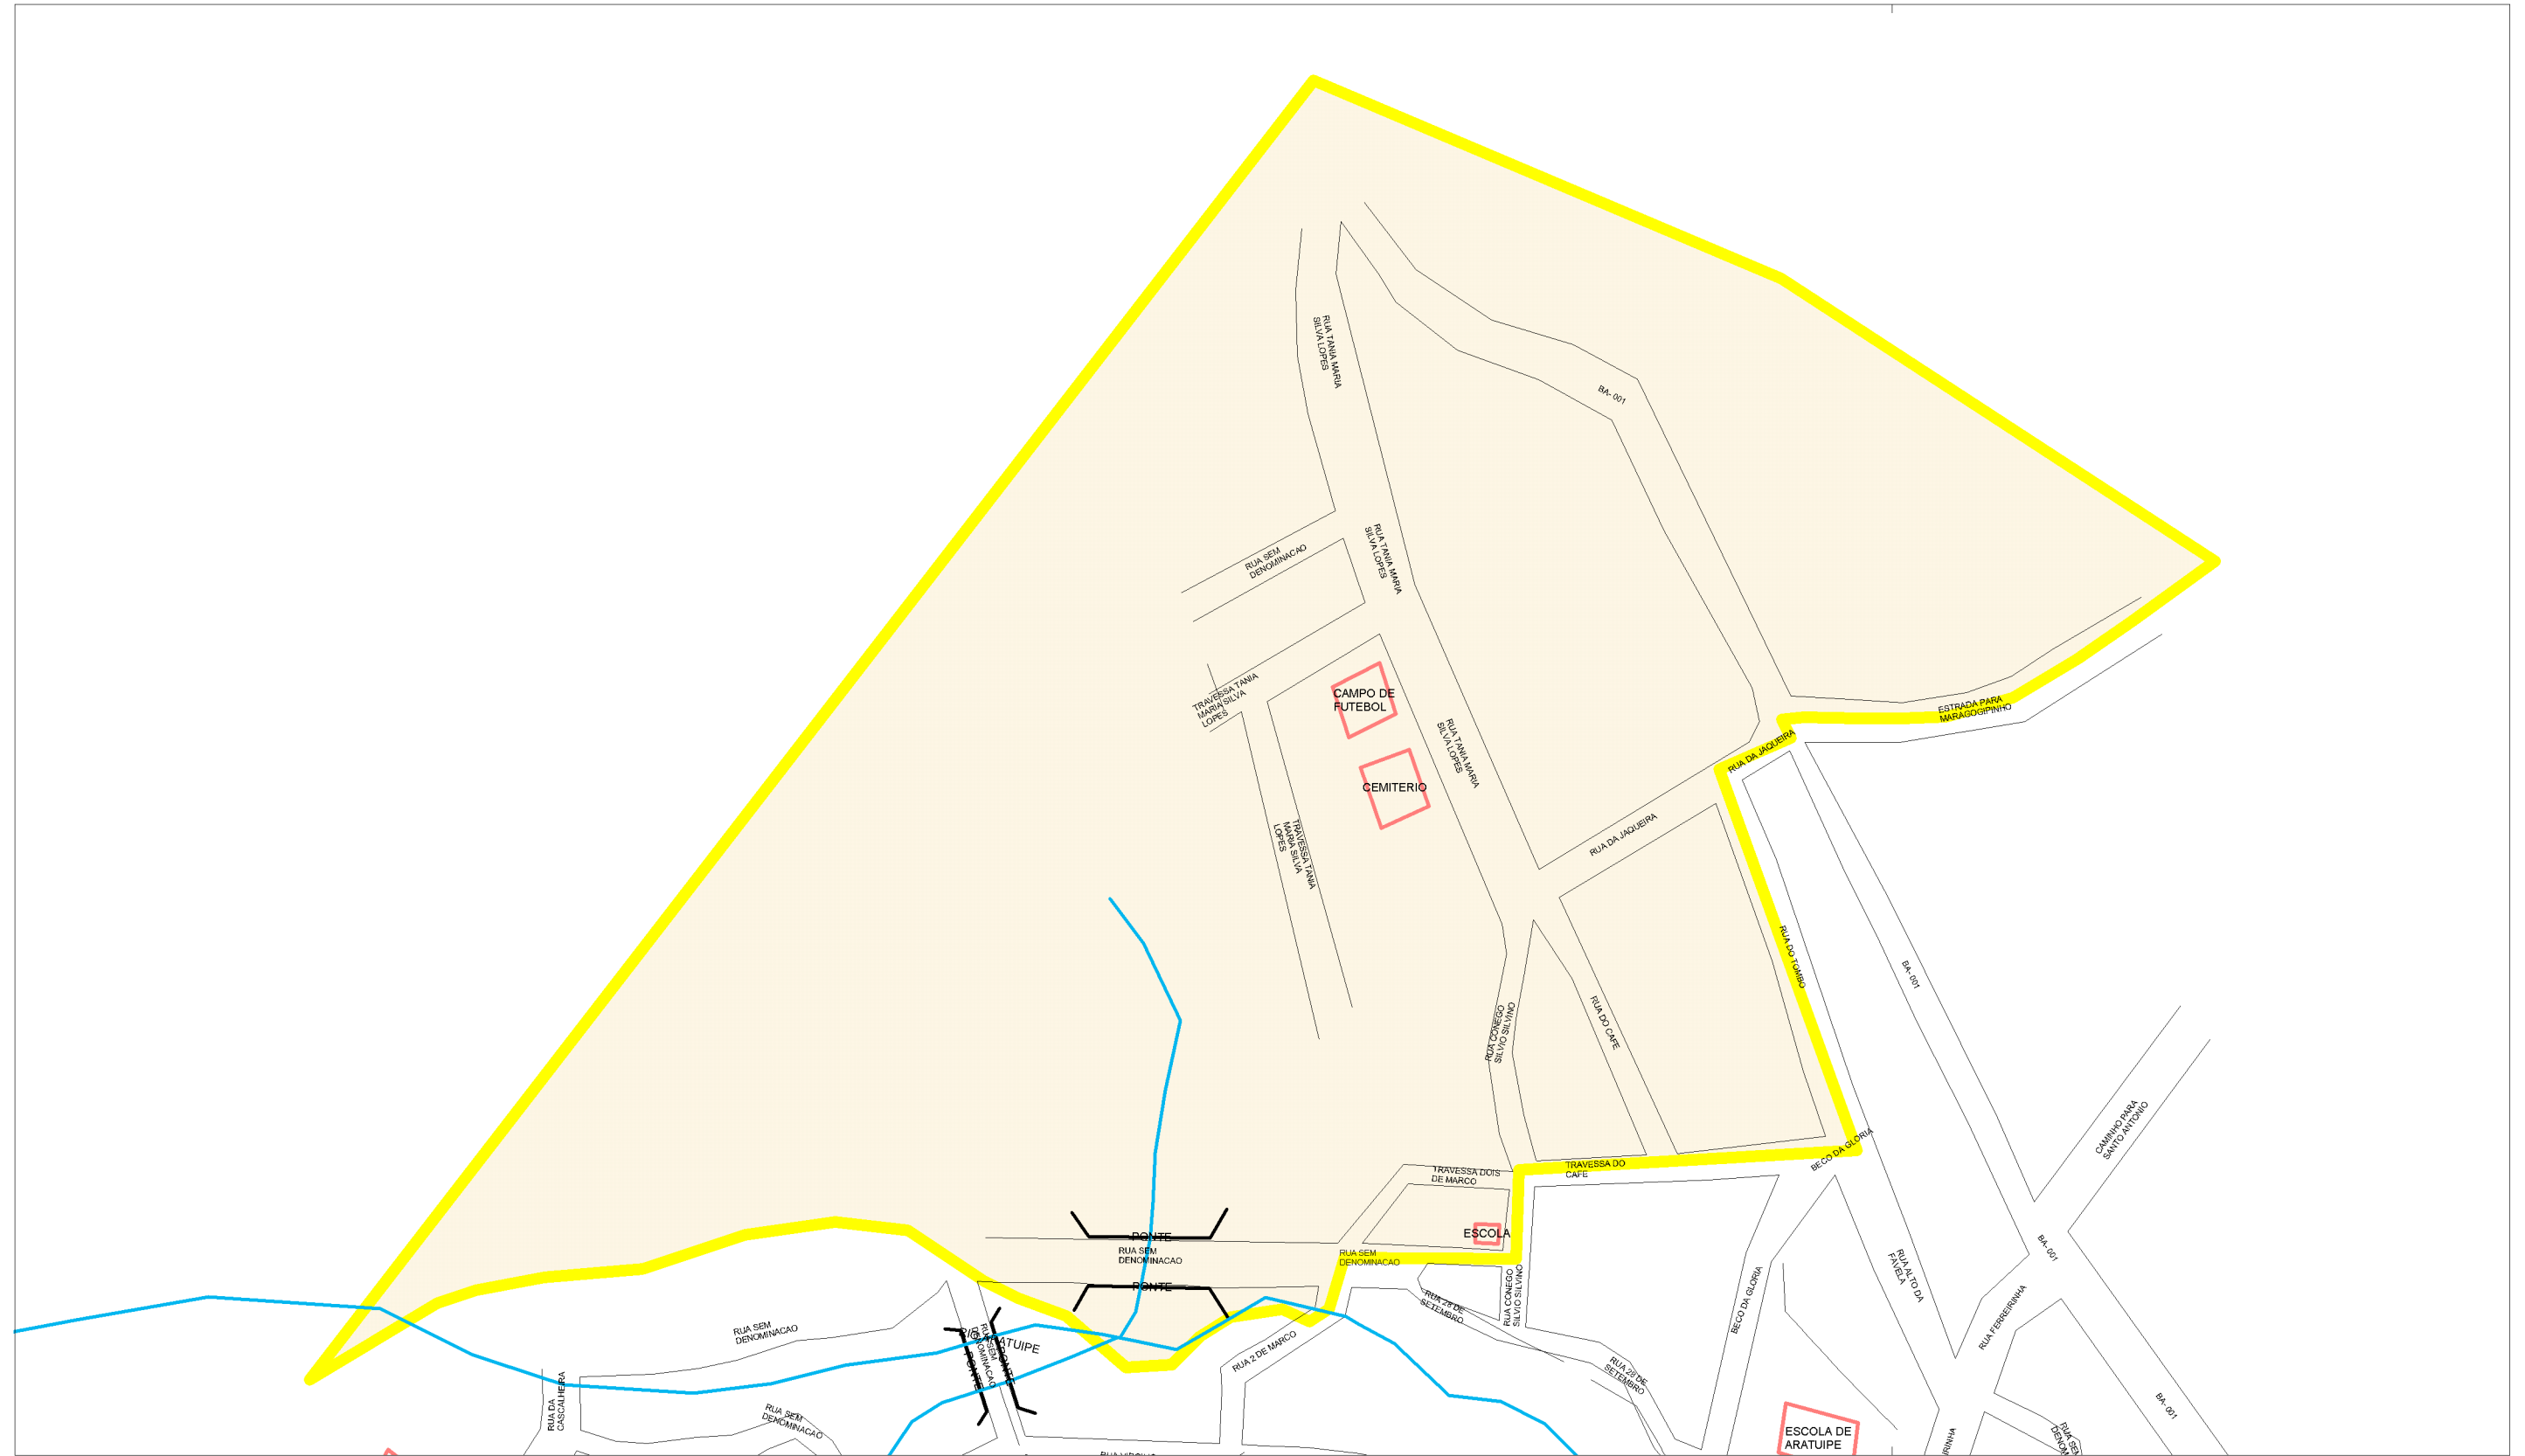 RUA TANIA MARIA
SILVA LOPES
BA- 001
RUA TANIA MARIA
SILVA LOPES
RUA SEM
DENOMINACAO
TRAVESSA TANIA
MARIA SILVA
LOPES
CAMPO DE
FUTEBOL
RUA TANIA MARIA
SILVA LOPES
ESTRADA PARA
MARAGOGIPINHO
RUA DA JAQUEIRA
CEMITERIO
RUA DA JAQUEIRA
TRAVESSA TANIA
MARIA SILVA
LOPES
RUA DO TOMBO
BA- 001
RUA CONEGO
SILVIO SILVINO
RUA DO CAFE
CAMINHO PARA
SANTO ANTONIO
BECO DA GLORIA
TRAVESSA DO
CAFE
TRAVESSA DOIS
DE MARCO
ESCOLA
PONTE
RUA SEM
DENOMINACAO
RUA SEM
DENOMINACAO
BA- 001
PONTE
RUA ALTO DA
FAVELA
RUA CONEGO
SILVIO SILVINO
RUA 28 DE
SETEMBRO
BECO DA GLORIA
RUA FERREIRINHA
RUA SEM
DENOMINACAO
RUA SEM
DENOMINACAO
PONTE
PONTE
RUA 2 DE MARCO
RUA 28 DE
SETEMBRO
RUA DA
CASCALHEIRA
RUA SEM
DENOMINACAO
BA- 001
ESCOLA DE
ARATUIPE